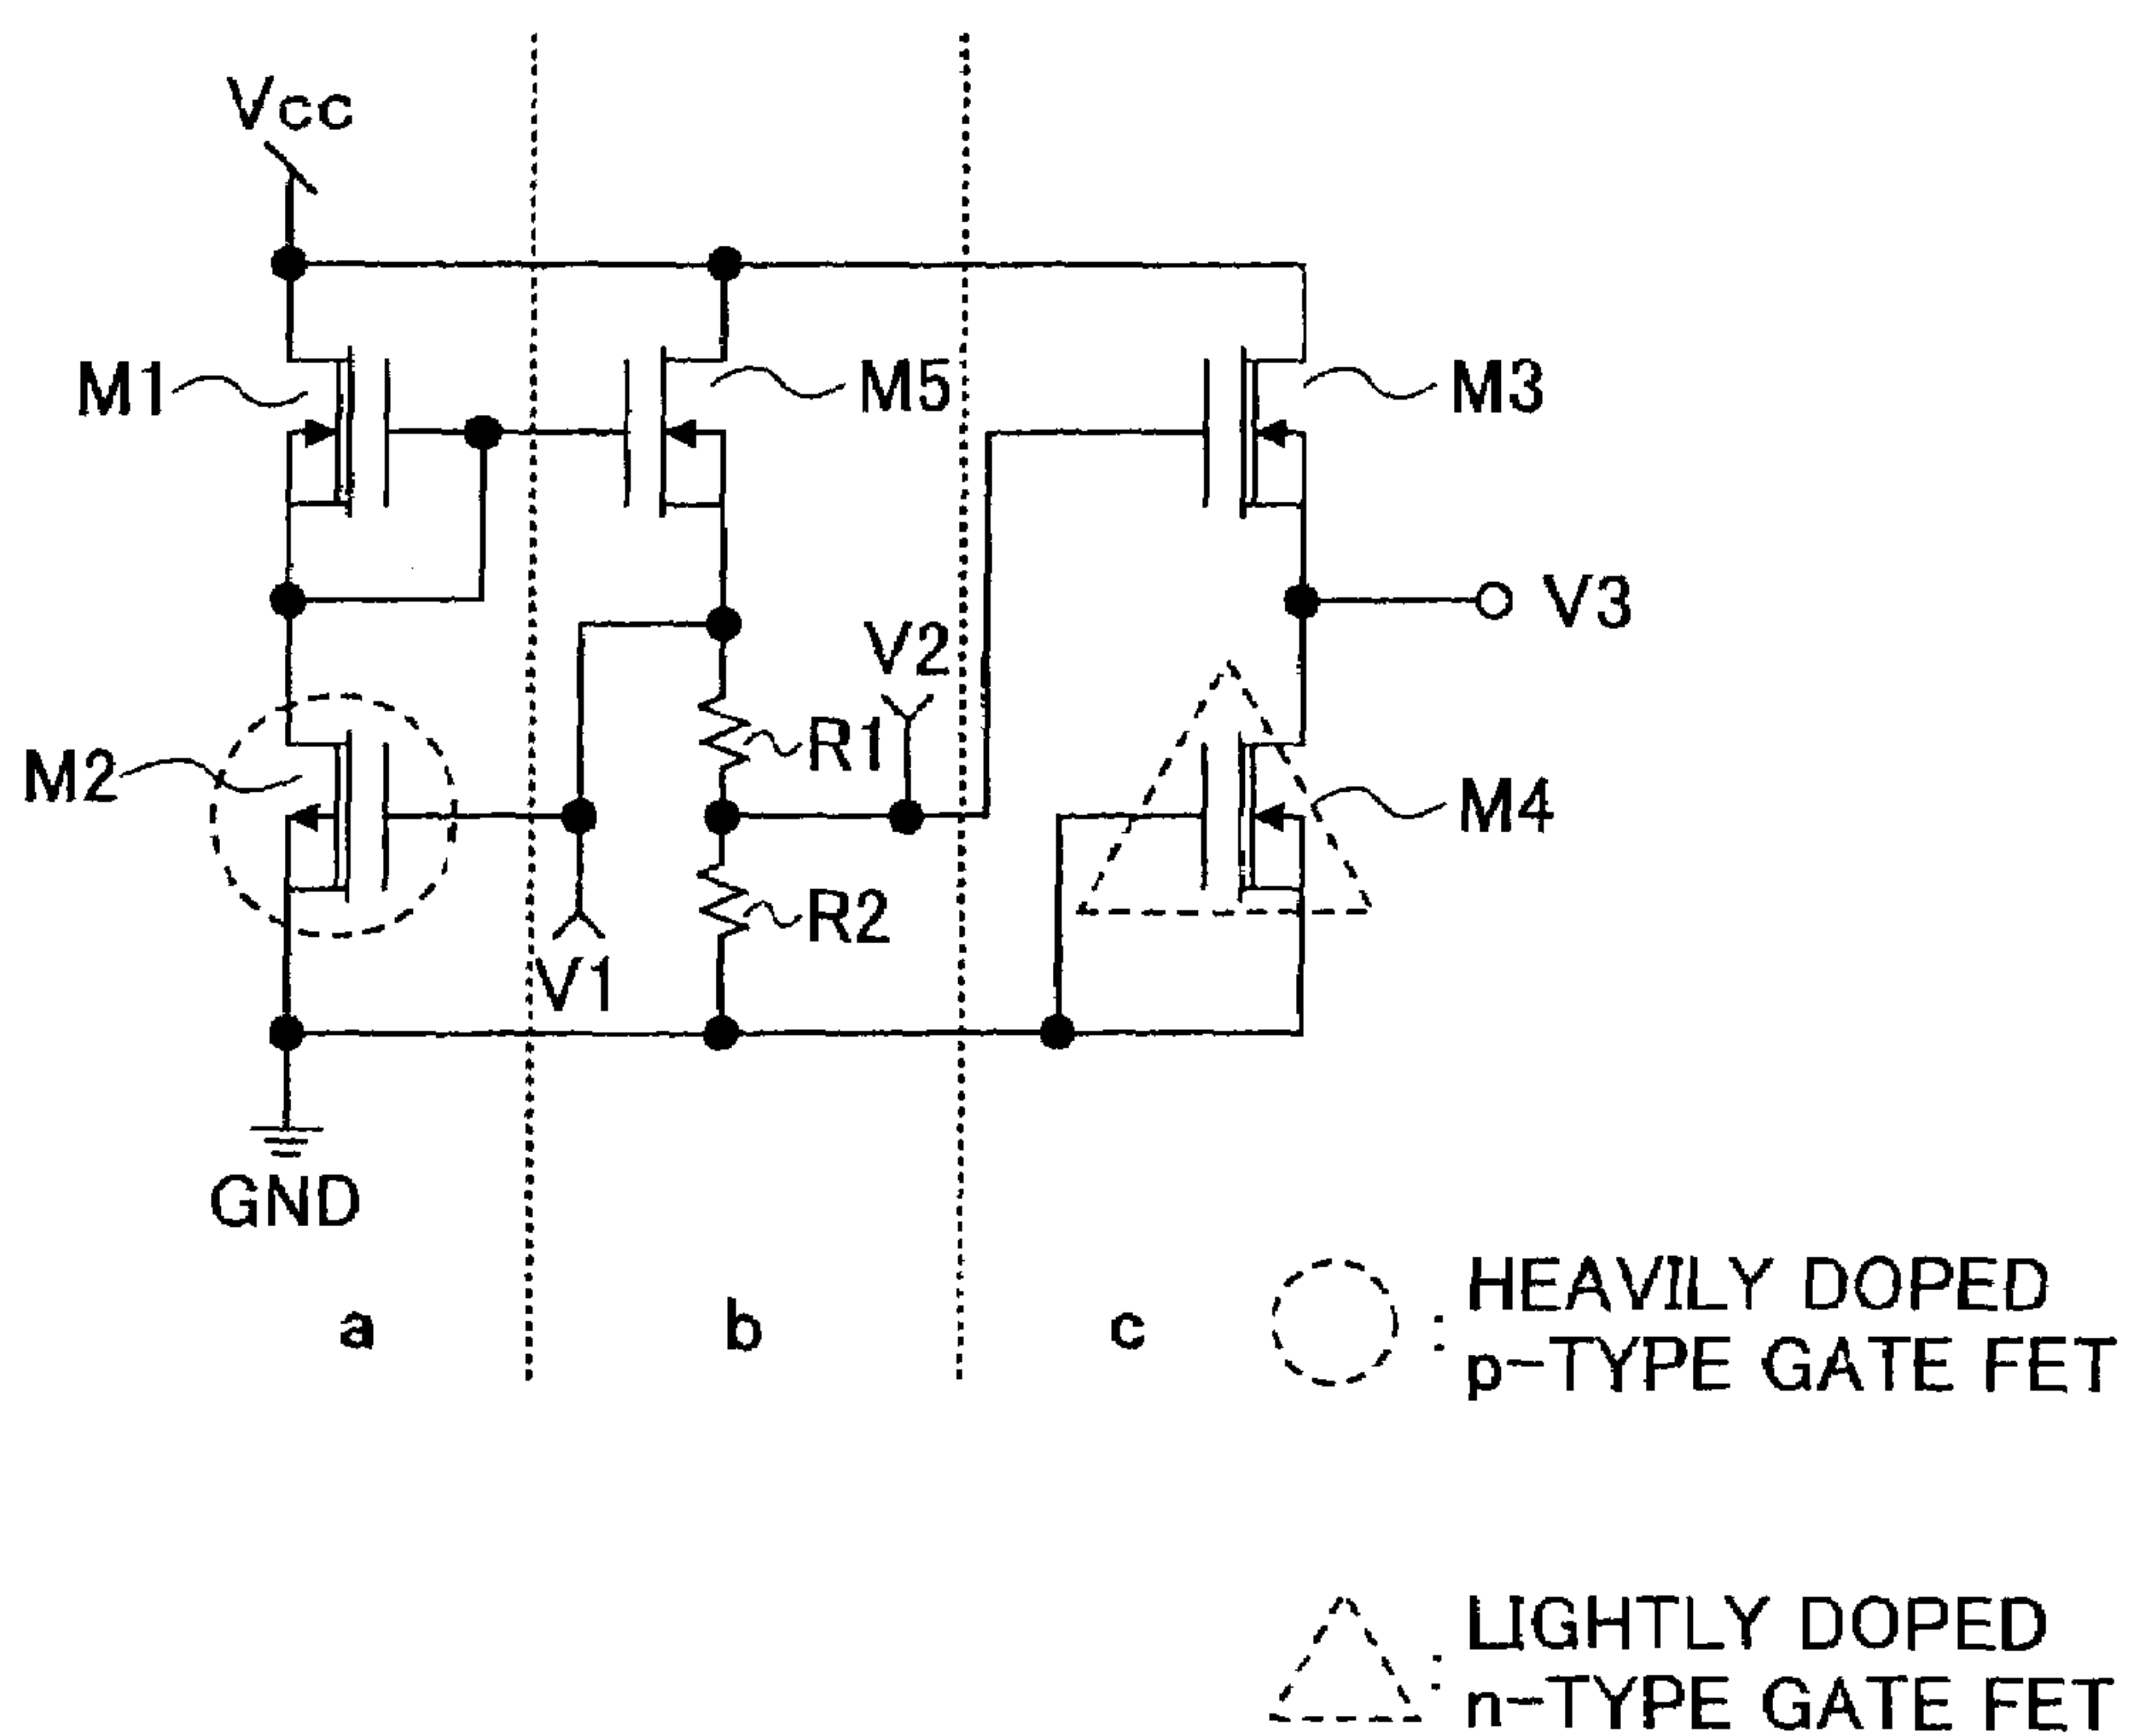 Vcc
M1
M5
M3
V2
V3
M2
R1
M4
R2
V1
GND
a
b
c
: HEAVILY DOPED
p-TYPE GATE FET
: LIGHTLY DOPED
n-TYPE GATE FET